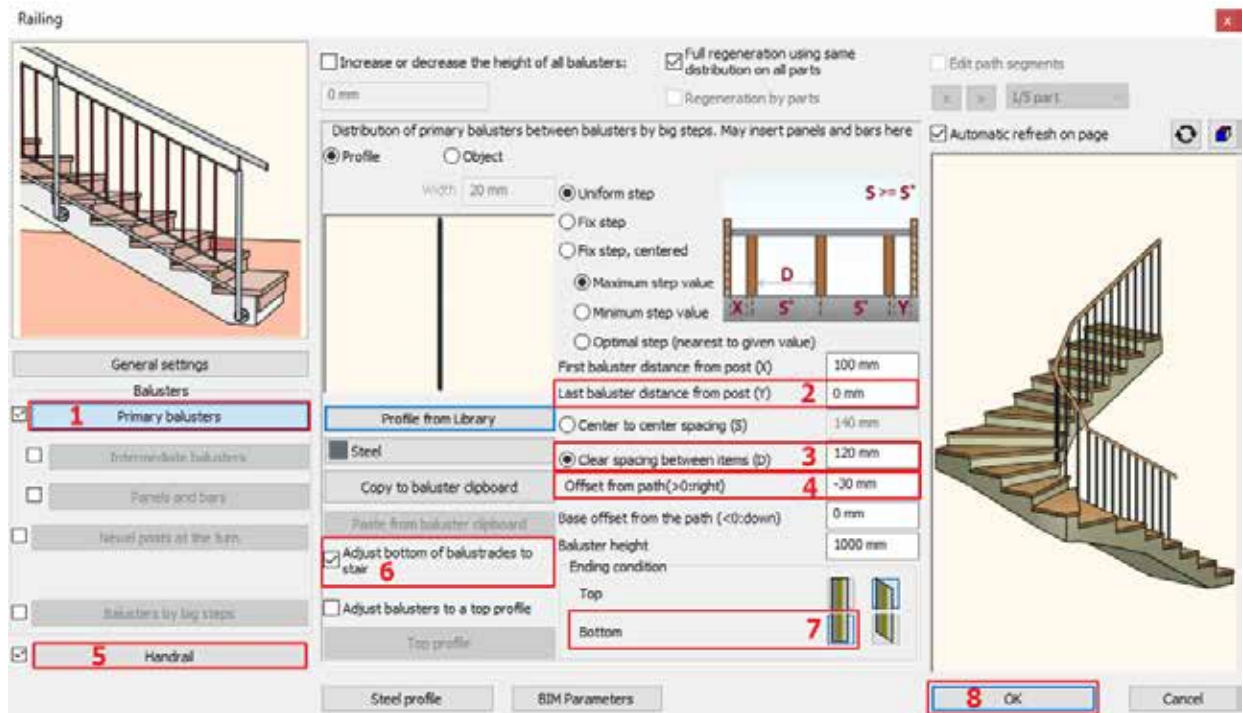 Railing
x
Increase or decrease the height of all balusters:
0 mm
Full regeneration using same
distribution on all parts
Regeneration by parts
Edit path segments
1/5 part
Automatic refresh on page
Distribution of primary balusters between balusters by big steps. May insert panels and bars here
Profile
Object
Width 20 mm
Uniform step
Fix step
Fix step, centered
Maximum step value
Minimum step value
Optimal step (nearest to given value)
S >= S*
D
X S* S* Y
First baluster distance from post (X) 100 mm
Last baluster distance from post (Y) 2 0 mm
Center to center spacing (S) 140 mm
Clear spacing between items (D) 3 120 mm
Offset from path(>0:right) 4 -30 mm
Base offset from the path (<0:down) 0 mm
Baluster height 1000 mm
Ending condition
Top
Bottom 7
General settings
Balusters
1 Primary balusters
Intermediate balusters
Panels and bars
Newel posts at the turn.
Balusters by big steps
5 Handrail
Profile from Library
Steel
Copy to baluster clipboard
Paste from baluster clipboard
Adjust bottom of balustrades to
stair 6
Adjust balusters to a top profile
Top profile
Steel profile
BIM Parameters
8 OK
Cancel